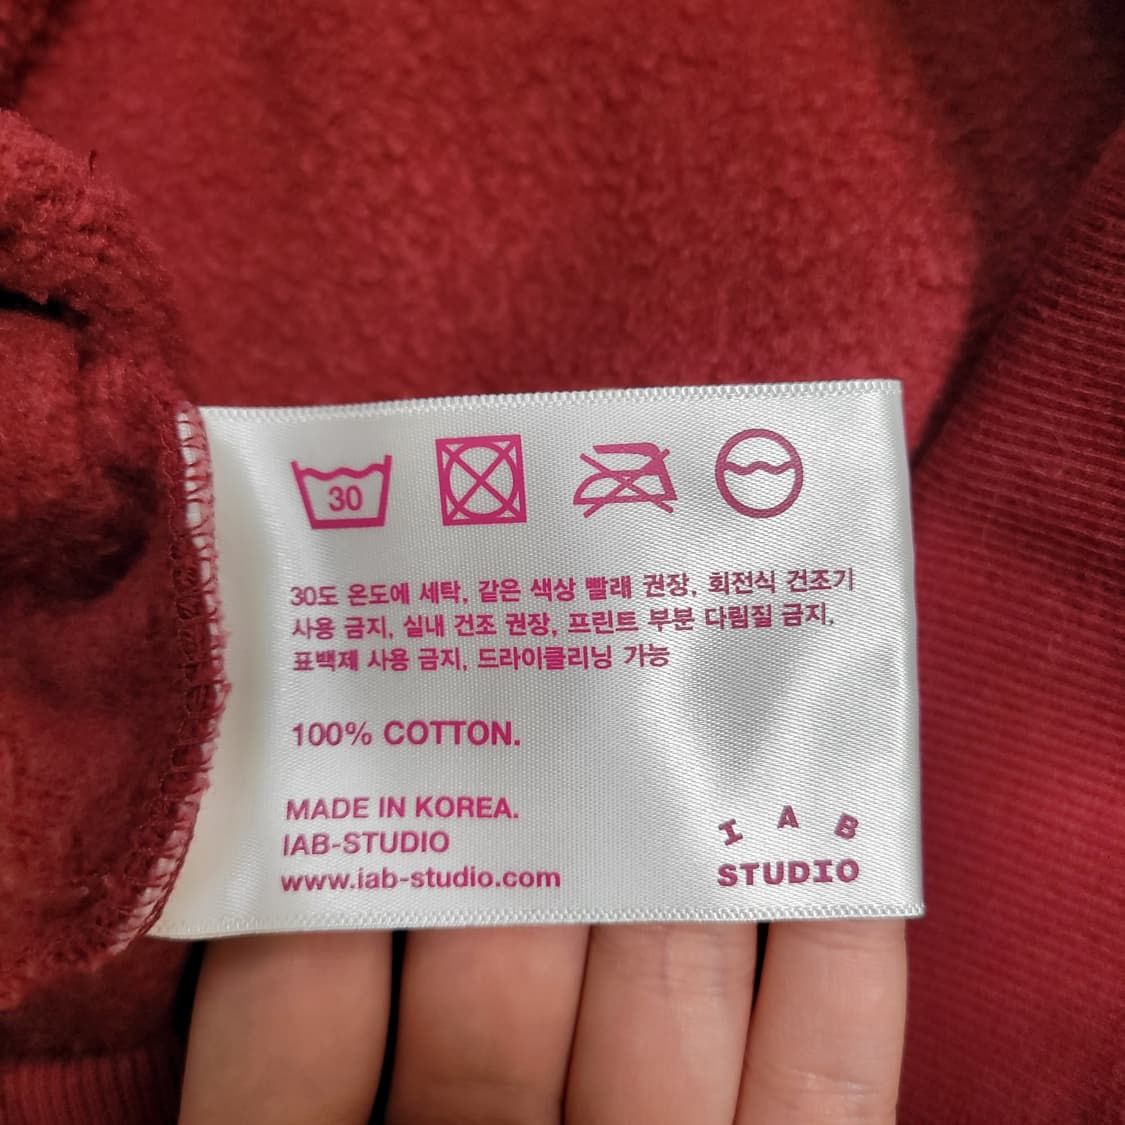 30
30도 온도에 세탁, 같은 색상 빨래 권장, 회전식 건조기
사용 금지, 실내 건조 권장, 프린트 부분 다림질 금지,
표백제 사용 금지, 드라이클리닝 가능
100% COTTON.
MADE IN KOREA.
IAB-STUDIO
www.iab-studio.com
I A B
STUDIO